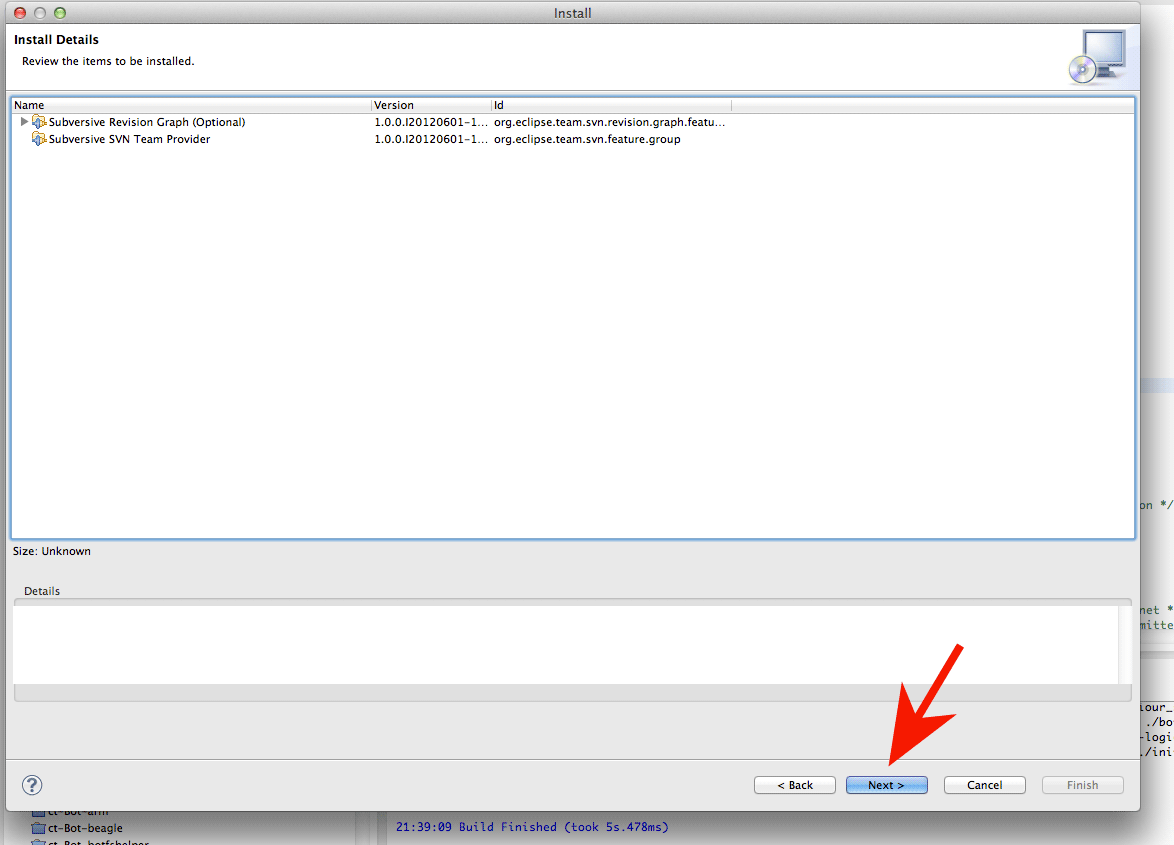 Install
Install Details
Review the items to be installed.
Name Version Id
Subversive Revision Graph (Optional) 1.0.0.I20120601-1... org.eclipse.team.svn.revision.graph.featu...
Subversive SVN Team Provider 1.0.0.I20120601-1... org.eclipse.team.svn.feature.group
on */
Size: Unknown
Details
net *
mitte
iour_
./bo
-logi
./ini
? < Back Next > Cancel Finish
ct-Bot-arm
ct-Bot-beagle
21:39:09 Build Finished (took 5s.478ms)
ct-Bot-botfshelper